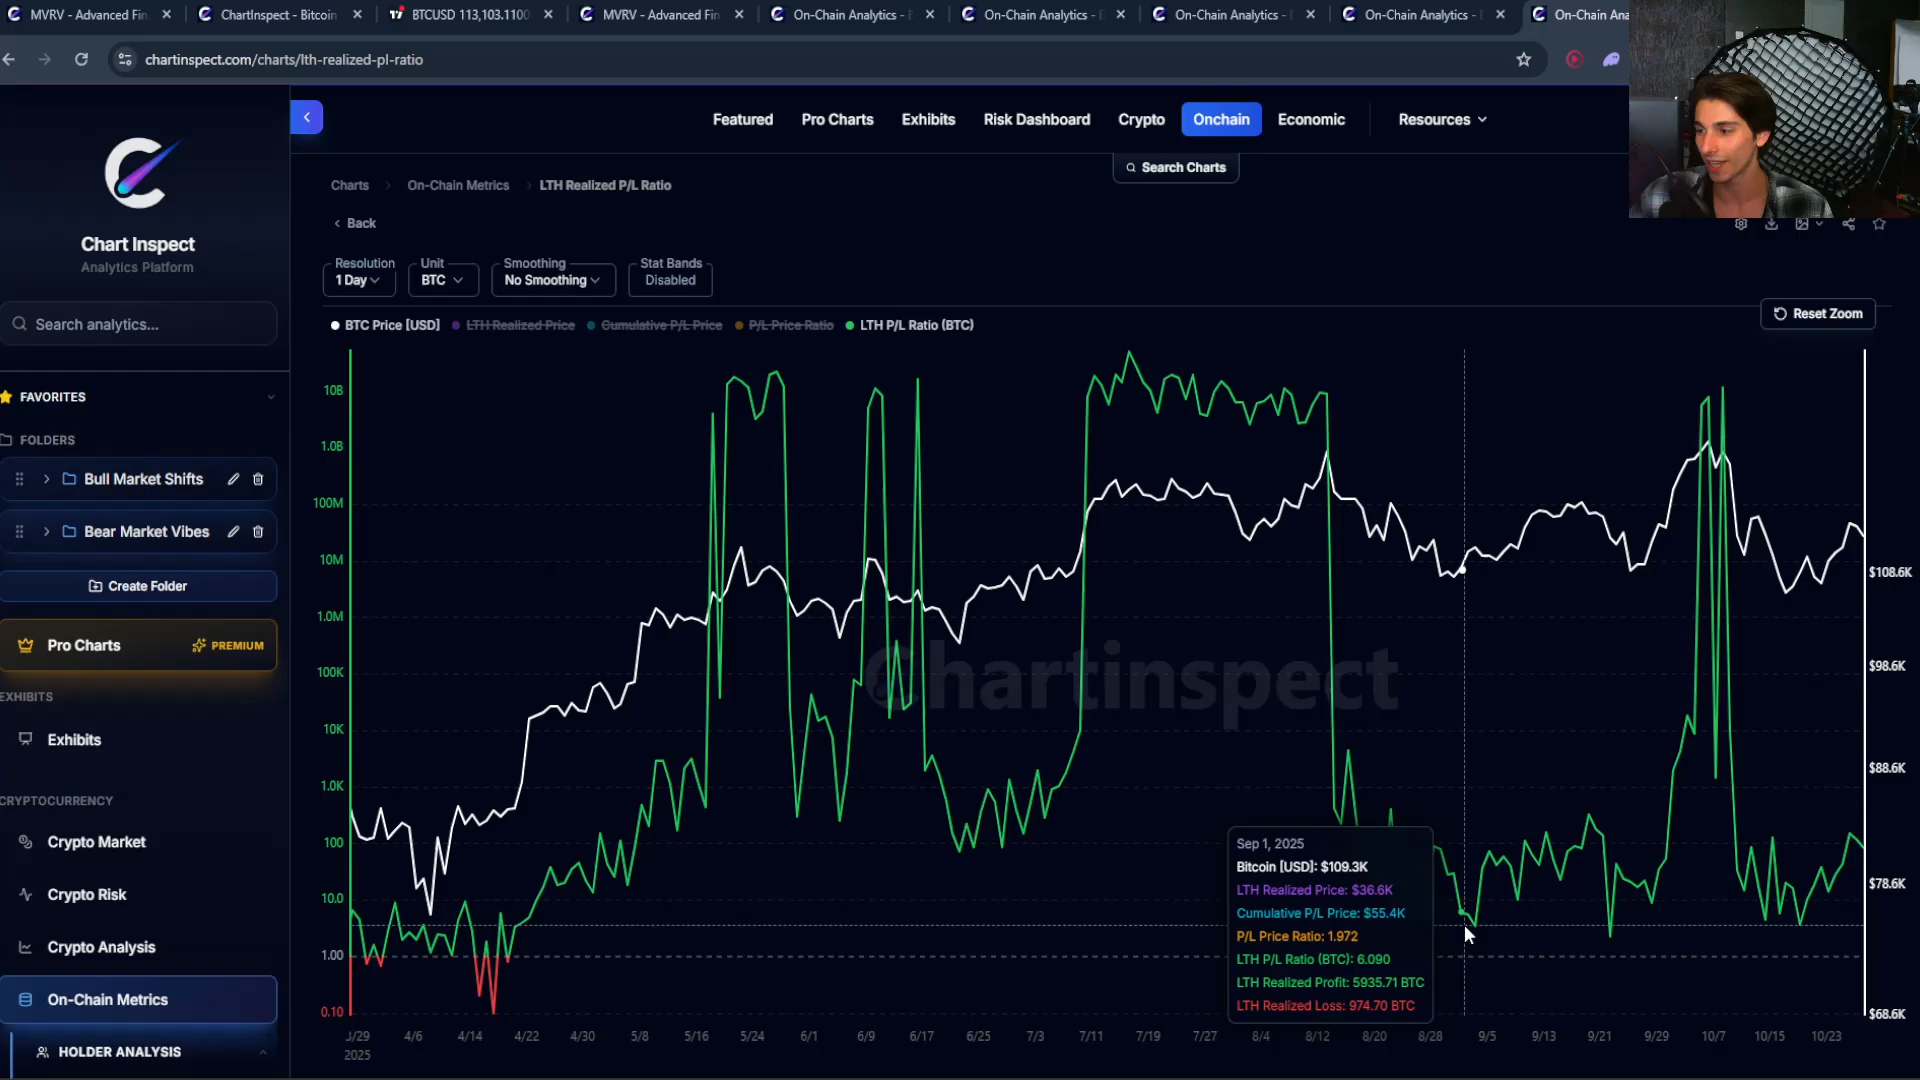 MVRV - Advanced Fin
ChartInspect - Bitcoin
BTCUSD 113,103.1100
MVRV - Advanced Fin
On-Chain Analytics -
On-Chain Analytics -
On-Chain Analytics -
On-Chain Analytics -
On-Chain Ana
chartinspect.com/charts/lth-realized-pl-ratio
Featured
Pro Charts
Exhibits
Risk Dashboard
Crypto
Onchain
Economic
Resources
Search Charts
Charts
On-Chain Metrics
LTH Realized P/L Ratio
Back
Chart Inspect
Analytics Platform
Search analytics...
FAVORITES
FOLDERS
Bull Market Shifts
Bear Market Vibes
Create Folder
Pro Charts
PREMIUM
EXHIBITS
Exhibits
CRYPTOCURRENCY
Crypto Market
Crypto Risk
Crypto Analysis
On-Chain Metrics
HOLDER ANALYSIS
Resolution
1 Day
Unit
BTC
Smoothing
No Smoothing
Stat Bands
Disabled
BTC Price [USD]
LTH Realized Price
Cumulative P/L Price
P/L Price Ratio
LTH P/L Ratio (BTC)
Reset Zoom
10B
1.0B
100M
10M
1.0M
100K
10K
1.0K
100
10.0
1.00
0.10
Chartinspect
Sep 1, 2025
Bitcoin [USD]: $109.3K
LTH Realized Price: $36.6K
Cumulative P/L Price: $55.4K
P/L Price Ratio: 1.972
LTH P/L Ratio (BTC): 6.090
LTH Realized Profit: 5935.71 BTC
LTH Realized Loss: 974.70 BTC
$108.6K
$98.6K
$88.6K
$78.6K
$68.6K
3/29
2025
4/6
4/14
4/22
4/30
5/8
5/16
5/24
6/1
6/9
6/17
6/25
7/3
7/11
7/19
7/27
8/4
8/12
8/20
8/28
9/5
9/13
9/21
9/29
10/7
10/15
10/23